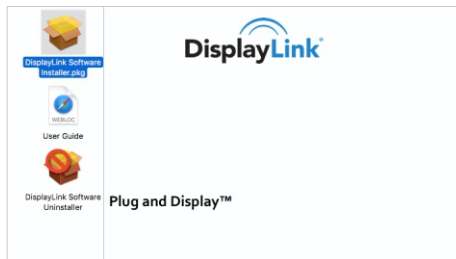 DisplayLink®
DisplayLink Software
Installer.pkg
WEBLOC
User Guide
DisplayLink Software
Uninstaller
Plug and Display™